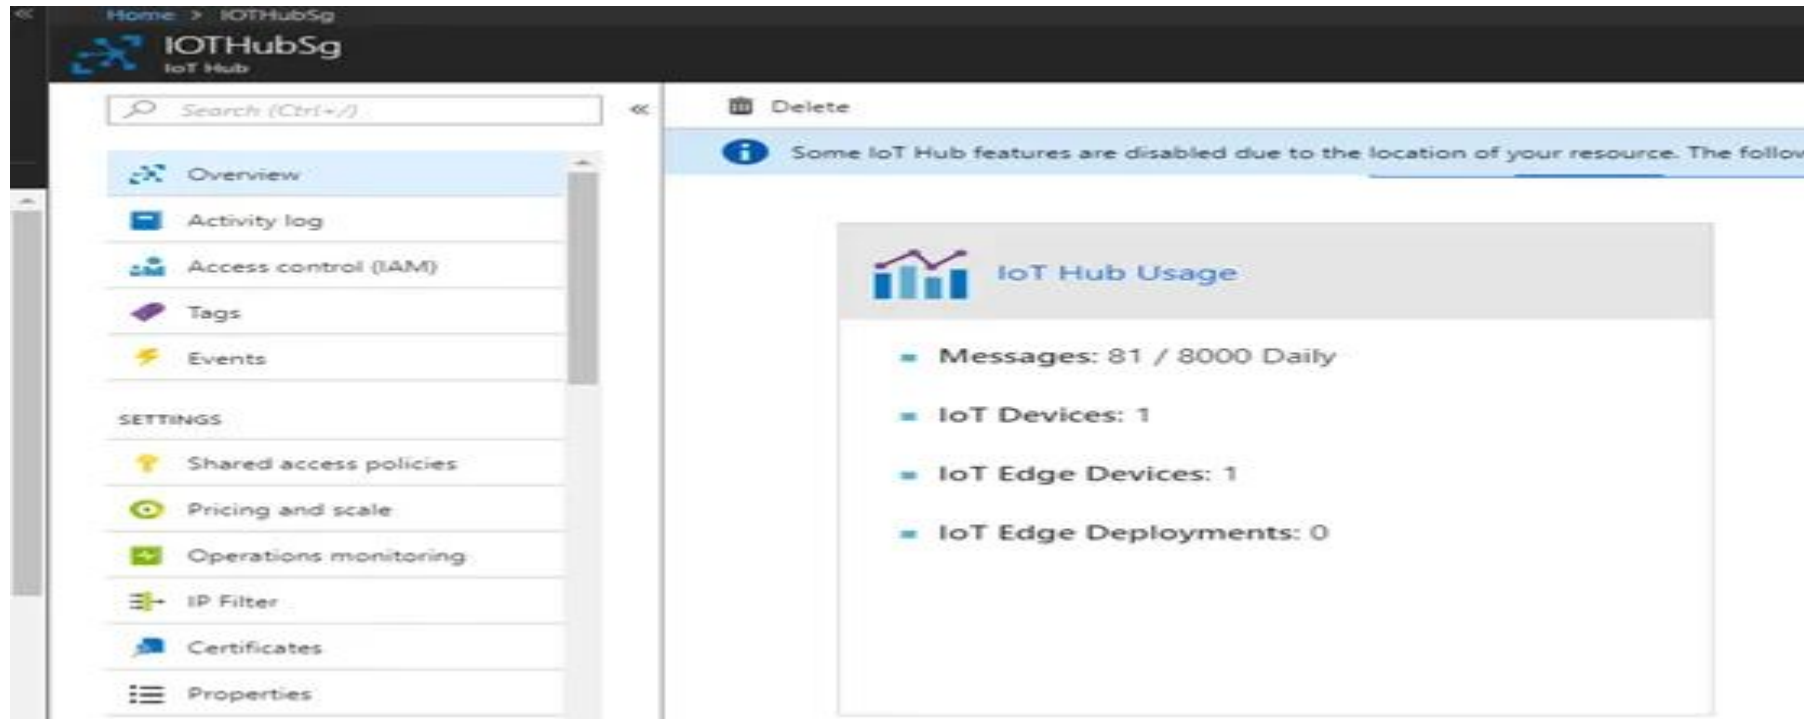 Home > IOTHubSg
IOTHubSg
IoT Hub
Search (Ctrl+/)
Overview
Activity log
Access control (IAM)
Tags
Events
SETTINGS
Shared access policies
Pricing and scale
Operations monitoring
IP Filter
Certificates
Properties
Delete
Some IoT Hub features are disabled due to the location of your resource. The follow
IoT Hub Usage
Messages: 81 / 8000 Daily
IoT Devices: 1
IoT Edge Devices: 1
IoT Edge Deployments: 0